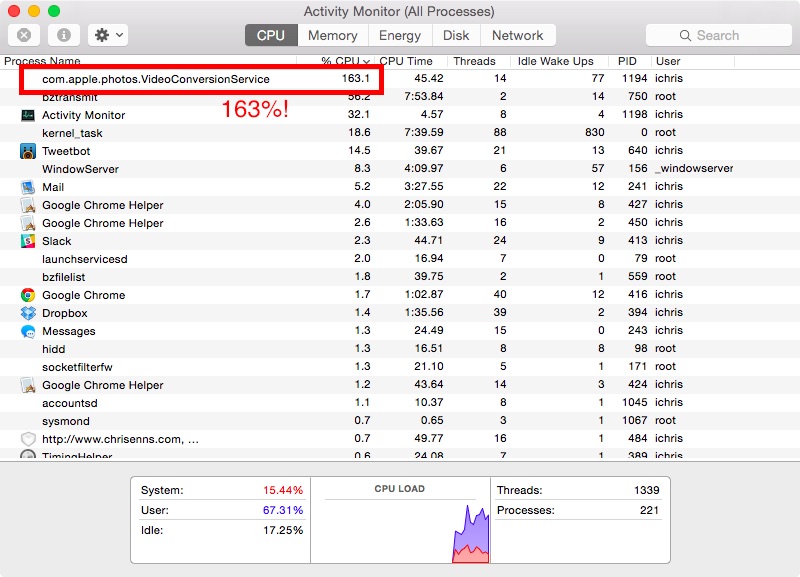 Activity Monitor (All Processes)
CPU Memory Energy Disk Network Search
Process Name % CPU CPU Time Threads Idle Wake Ups PID User
com.apple.photos.VideoConversionService 163.1 45.42 14 77 1194 ichris
bztransmit 56.2 7:53.84 2 14 750 root
163%!
Activity Monitor 32.1 4.57 8 4 1198 ichris
kernel_task 18.6 7:39.59 88 830 0 root
Tweetbot 14.5 39.67 21 13 640 ichris
WindowServer 8.3 4:09.97 6 57 156 _windowserver
Mail 5.2 3:27.55 22 12 241 ichris
Google Chrome Helper 4.0 2:05.90 15 8 427 ichris
Google Chrome Helper 2.6 1:33.63 16 2 450 ichris
Slack 2.3 44.71 24 9 413 ichris
launchservicesd 2.0 16.94 7 0 79 root
bzfilelist 1.8 39.75 2 1 559 root
Google Chrome 1.7 1:02.87 40 12 416 ichris
Dropbox 1.4 1:35.56 39 2 394 ichris
Messages 1.3 24.49 15 0 243 ichris
hidd 1.3 16.51 8 8 98 root
socketfilterfw 1.3 21.10 5 1 171 root
Google Chrome Helper 1.2 43.64 14 3 424 ichris
accountsd 1.1 10.37 8 1 1045 ichris
sysmond 0.7 0.65 3 1 1067 root
http://www.chrisenns.com, ... 0.7 49.77 16 1 484 ichris
TimingHelper 0.6 24.08 7 1 389 ichris
System: 15.44% CPU LOAD Threads: 1339
User: 67.31% Processes: 221
Idle: 17.25%